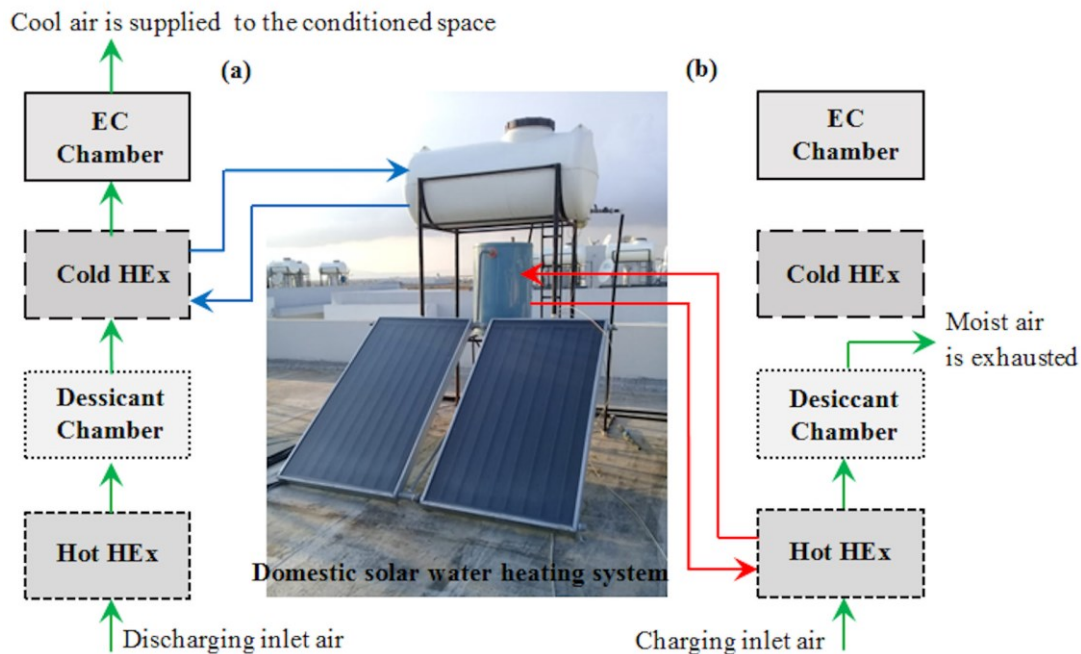 Cool air is supplied to the conditioned space
(a)
EC
Chamber
Cold HEx
Dessicant
Chamber
Hot HEx
Discharging inlet air
Domestic solar water heating system
(b)
EC
Chamber
Cold HEx
Moist air
is exhausted
Desiccant
Chamber
Hot HEx
Charging inlet air